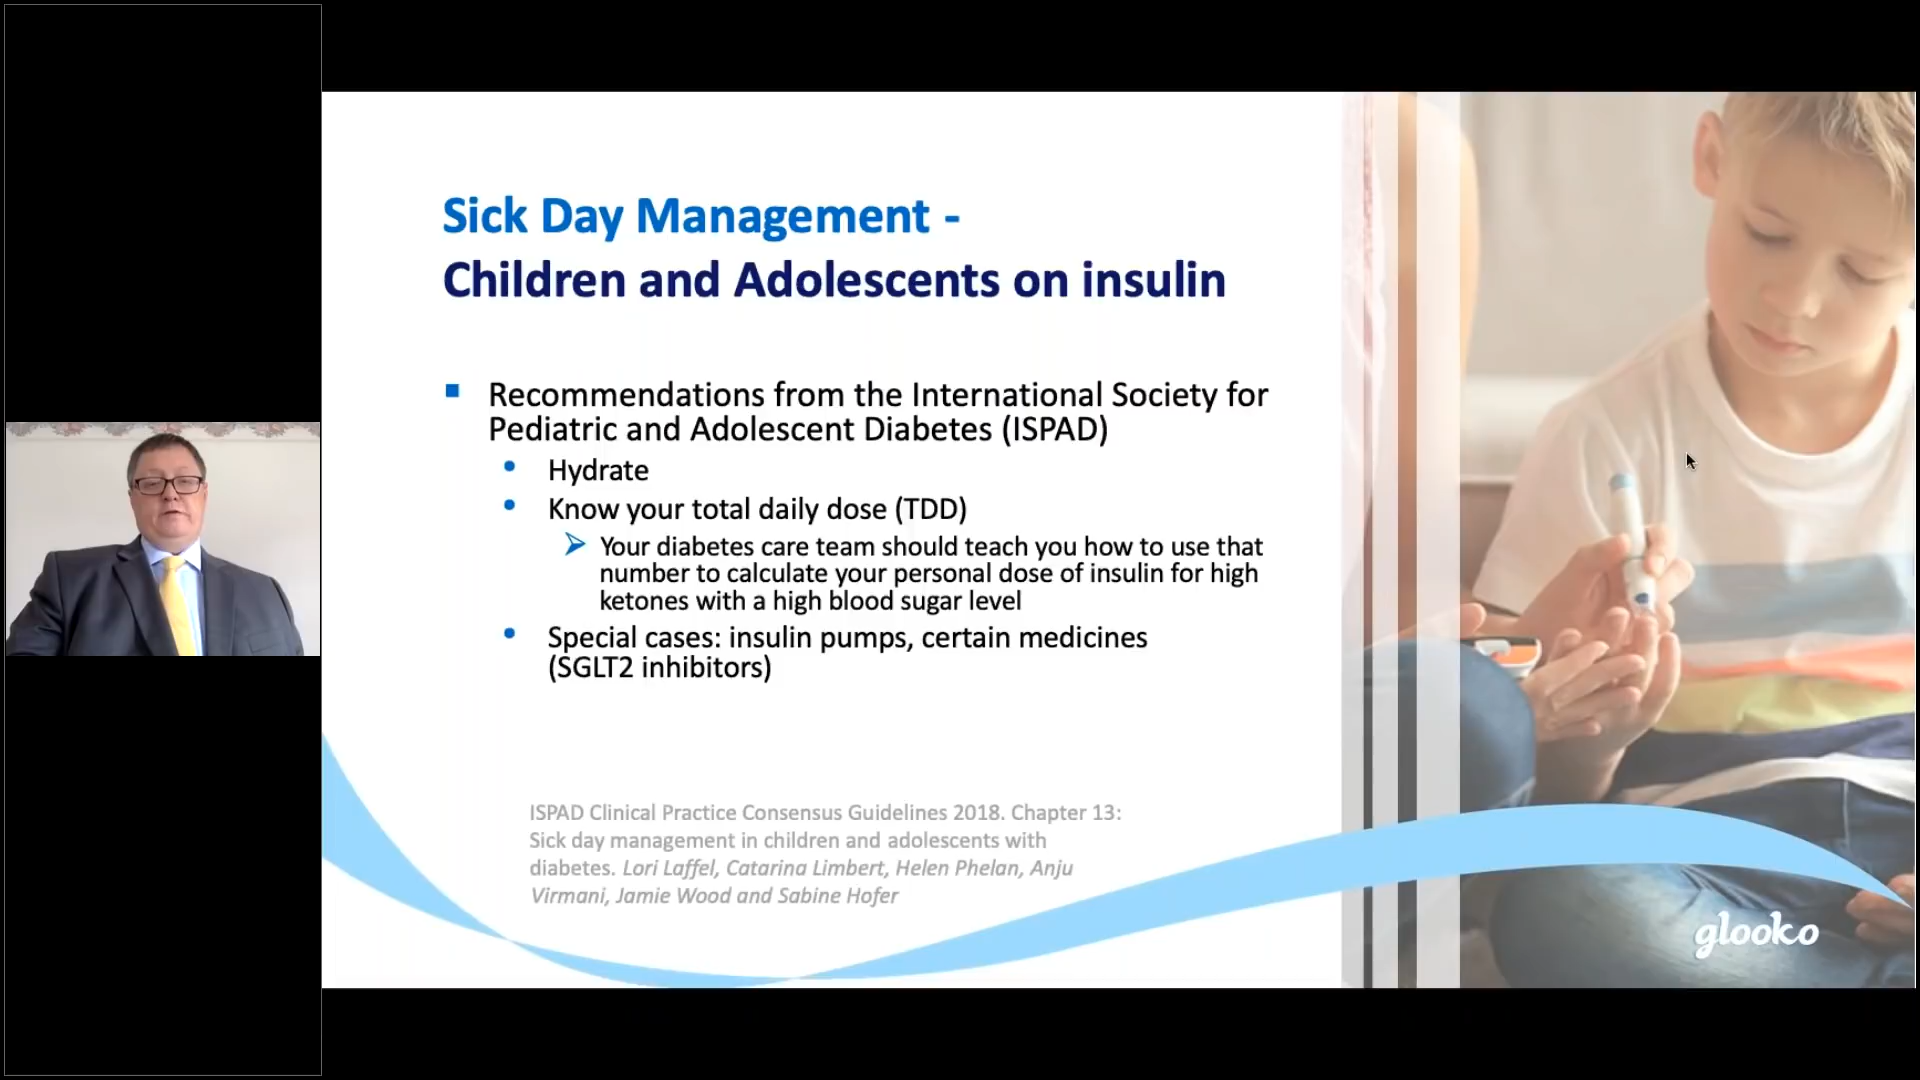 Sick Day Management -
Children and Adolescents on insulin
Recommendations from the International Society for
Pediatric and Adolescent Diabetes (ISPAD)
Hydrate
Know your total daily dose (TDD)
Your diabetes care team should teach you how to use that
number to calculate your personal dose of insulin for high
ketones with a high blood sugar level
Special cases: insulin pumps, certain medicines
(SGLT2 inhibitors)
ISPAD Clinical Practice Consensus Guidelines 2018. Chapter 13:
Sick day management in children and adolescents with
diabetes. Lori Laffel, Catarina Limbert, Helen Phelan, Anju
Virmani, Jamie Wood and Sabine Hofer
glooko